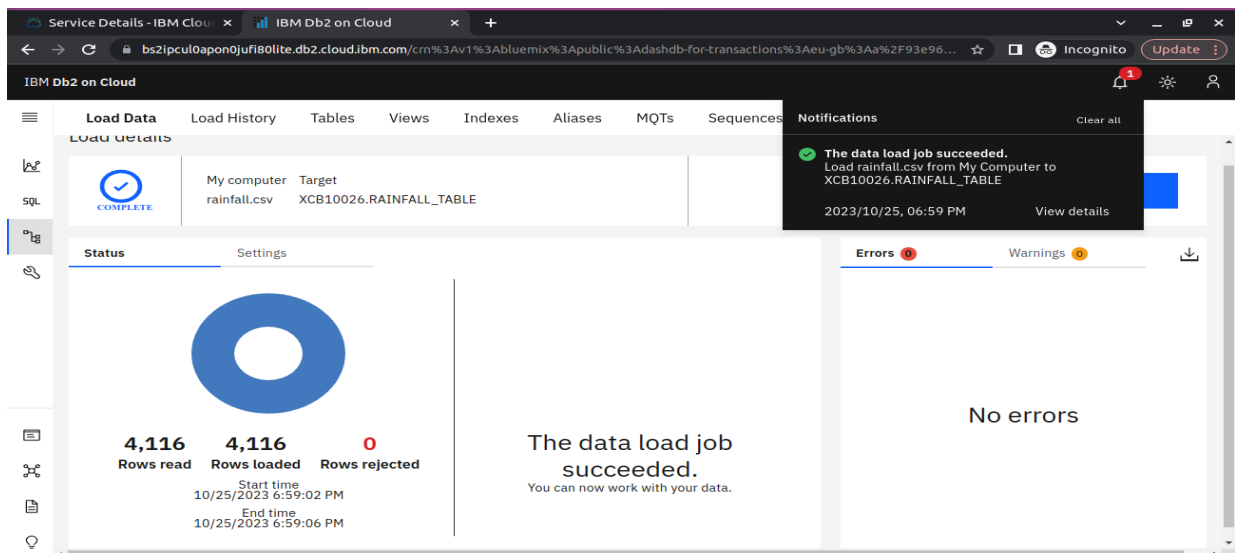 Service Details - IBM Clou
IBM Db2 on Cloud
bs2ipcul0apon0jufi80lite.db2.cloud.ibm.com/crn%3Av1%3Abluemix%3Apublic%3Adashdb-for-transactions%3Aeu-gb%3Aa%2F93e96...
Incognito
Update
IBM Db2 on Cloud
1
Load Data
Load History
Tables
Views
Indexes
Aliases
MQTs
Sequences
Notifications
Clear all
The data load job succeeded.
Load rainfall.csv from My Computer to
XCB10026.RAINFALL_TABLE
2023/10/25, 06:59 PM
View details
Load details
COMPLETE
My computer
rainfall.csv
Target
XCB10026.RAINFALL_TABLE
SQL
Status
Settings
4,116
Rows read
4,116
Rows loaded
0
Rows rejected
Start time
10/25/2023 6:59:02 PM
End time
10/25/2023 6:59:06 PM
The data load job
succeeded.
You can now work with your data.
Errors 0
Warnings 0
No errors